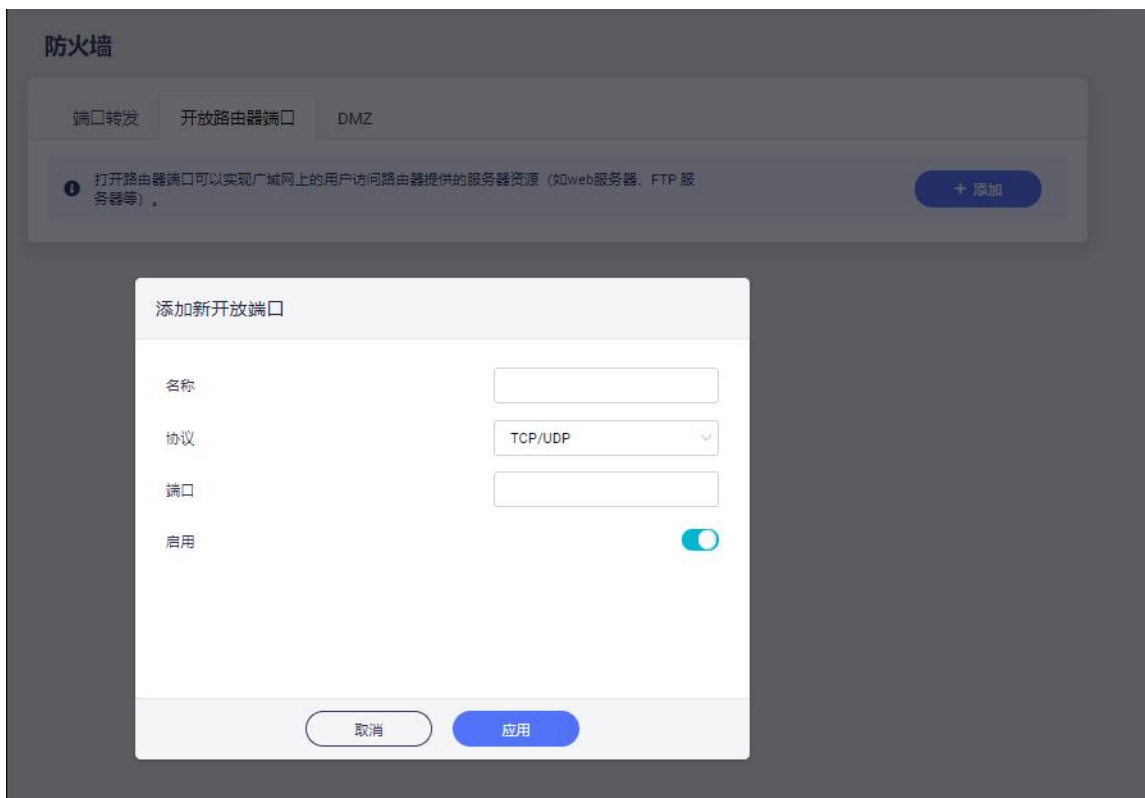 防火墙
端口转发 开放路由器端口 DMZ
打开路由器端口可以实现广域网上的用户访问路由器提供的服务器资源（如web服务器、FTP 服
务器等）。
+ 添加
添加新开放端口
名称
协议 TCP/UDP
端口
启用
取消 应用